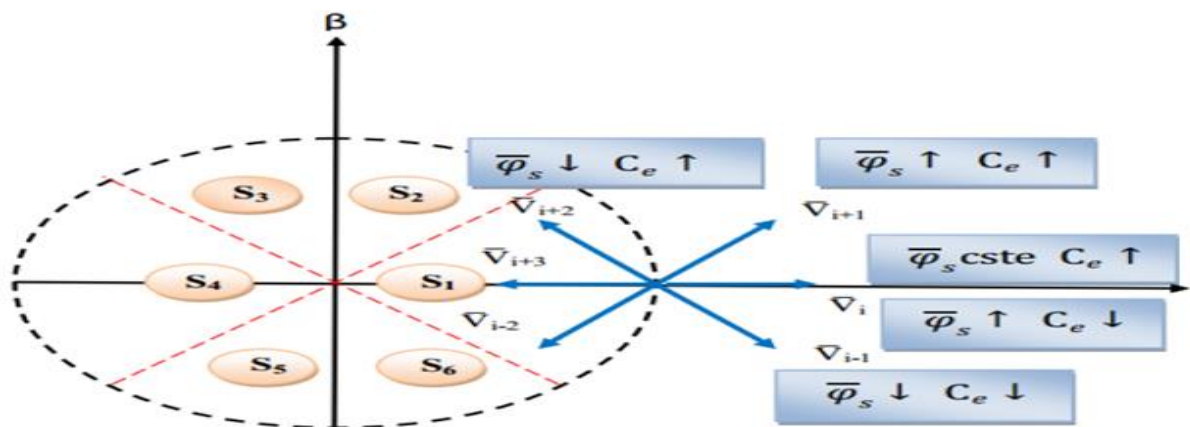 β
φ̅ₛ ↓ Cₑ ↑
φ̅ₛ ↑ Cₑ ↑
S₃
S₂
V̅ᵢ₊₂
V̅ᵢ₊₁
V̅ᵢ₊₃
φ̅ₛ cste Cₑ ↑
S₄
S₁
V̅ᵢ
V̅ᵢ₋₂
φ̅ₛ ↑ Cₑ ↓
V̅ᵢ₋₁
S₅
S₆
φ̅ₛ ↓ Cₑ ↓